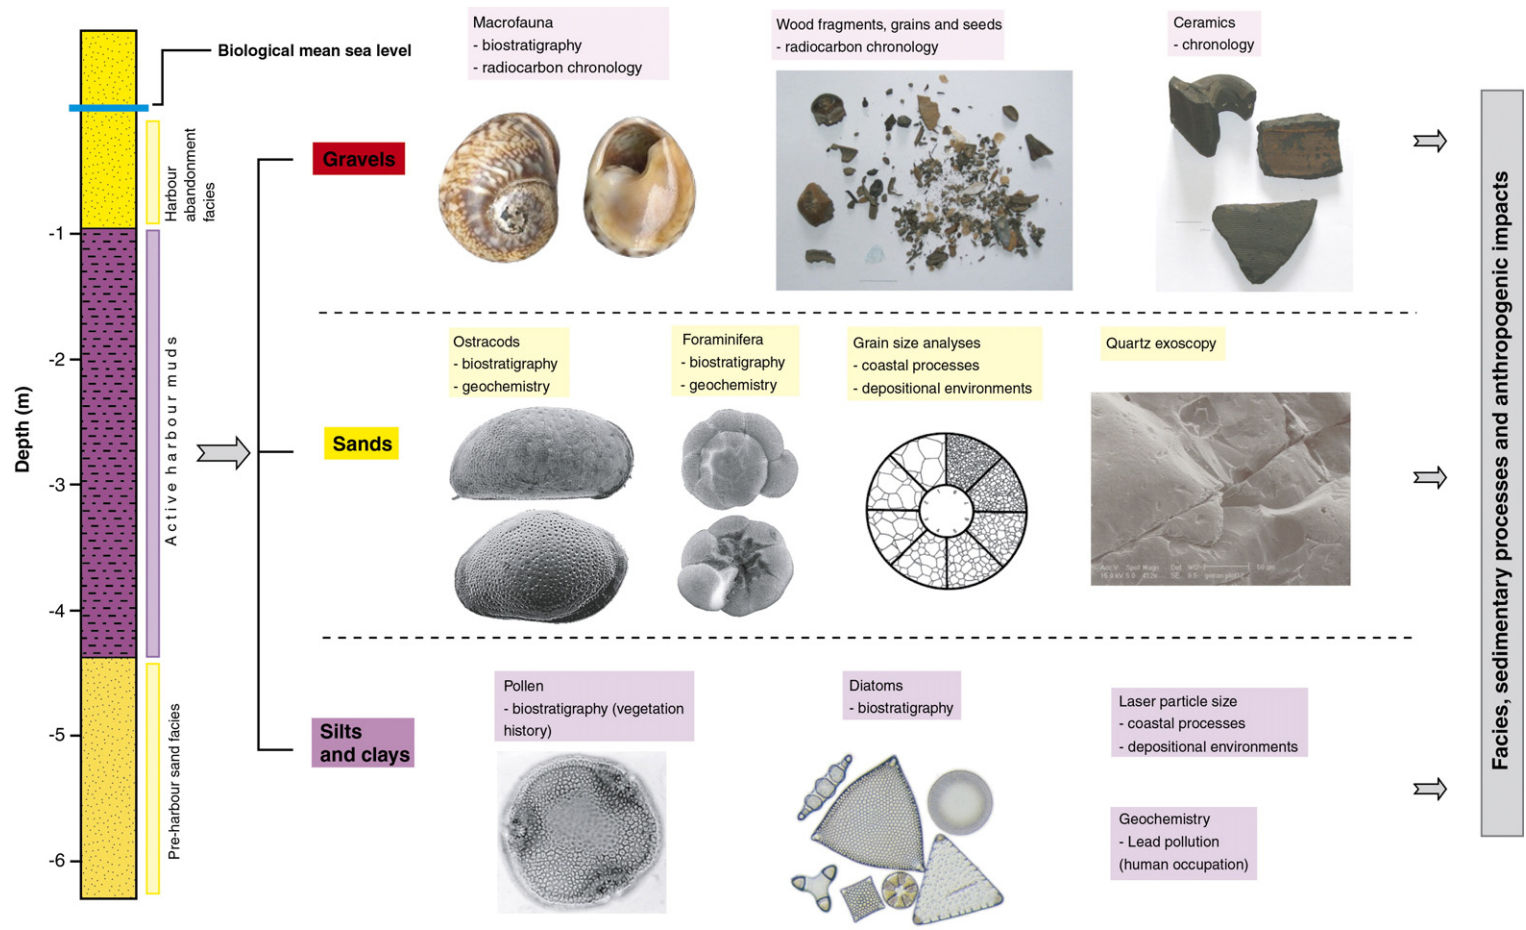 Biological mean sea level
Depth (m)
-1
-2
-3
-4
-5
-6
Harbour
abandonment
facies
Active harbour muds
Pre-harbour sand facies
Gravels
Macrofauna
- biostratigraphy
- radiocarbon chronology
Wood fragments, grains and seeds
- radiocarbon chronology
Ceramics
- chronology
Sands
Ostracods
- biostratigraphy
- geochemistry
Foraminifera
- biostratigraphy
- geochemistry
Grain size analyses
- coastal processes
- depositional environments
Quartz exoscopy
Silts
and clays
Pollen
- biostratigraphy (vegetation
history)
Diatoms
- biostratigraphy
Laser particle size
- coastal processes
- depositional environments
Geochemistry
- Lead pollution
(human occupation)
Facies, sedimentary processes and anthropogenic impacts